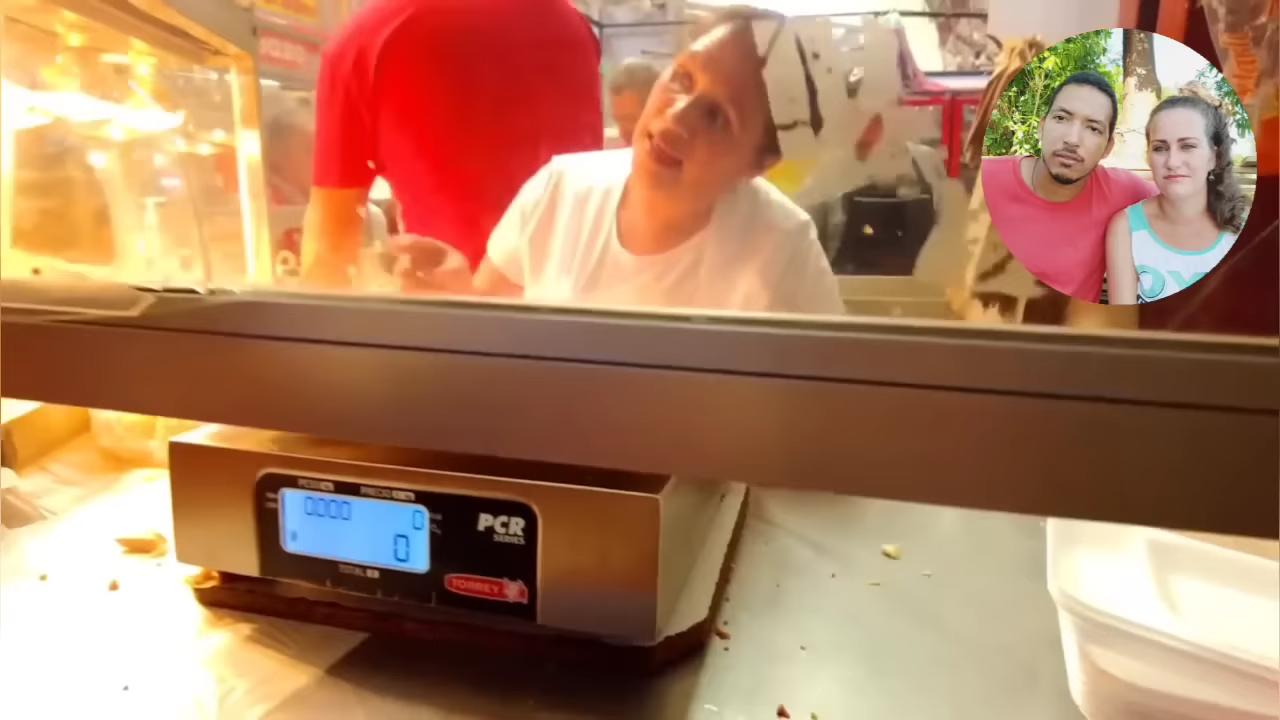 PESO
PRECIO
0.000 0
0
TOTAL
PCR
SERIES
TORREY